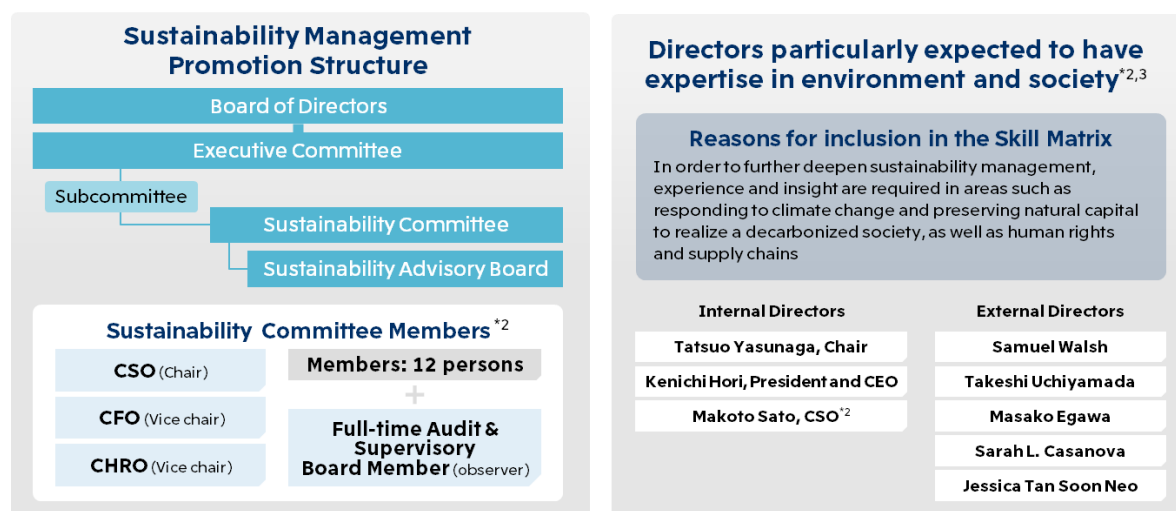 Sustainability Management
Promotion Structure
Board of Directors
Executive Committee
Subcommittee
Sustainability Committee
Sustainability Advisory Board
Sustainability Committee Members*2
CSO (Chair)
CFO (Vice chair)
CHRO (Vice chair)
Members: 12 persons
+
Full-time Audit &
Supervisory
Board Member (observer)
Directors particularly expected to have
expertise in environment and society*2,3
Reasons for inclusion in the Skill Matrix
In order to further deepen sustainability management,
experience and insight are required in areas such as
responding to climate change and preserving natural capital
to realize a decarbonized society, as well as human rights
and supply chains
Internal Directors
Tatsuo Yasunaga, Chair
Kenichi Hori, President and CEO
Makoto Sato, CSO*2
External Directors
Samuel Walsh
Takeshi Uchiyamada
Masako Egawa
Sarah L. Casanova
Jessica Tan Soon Neo